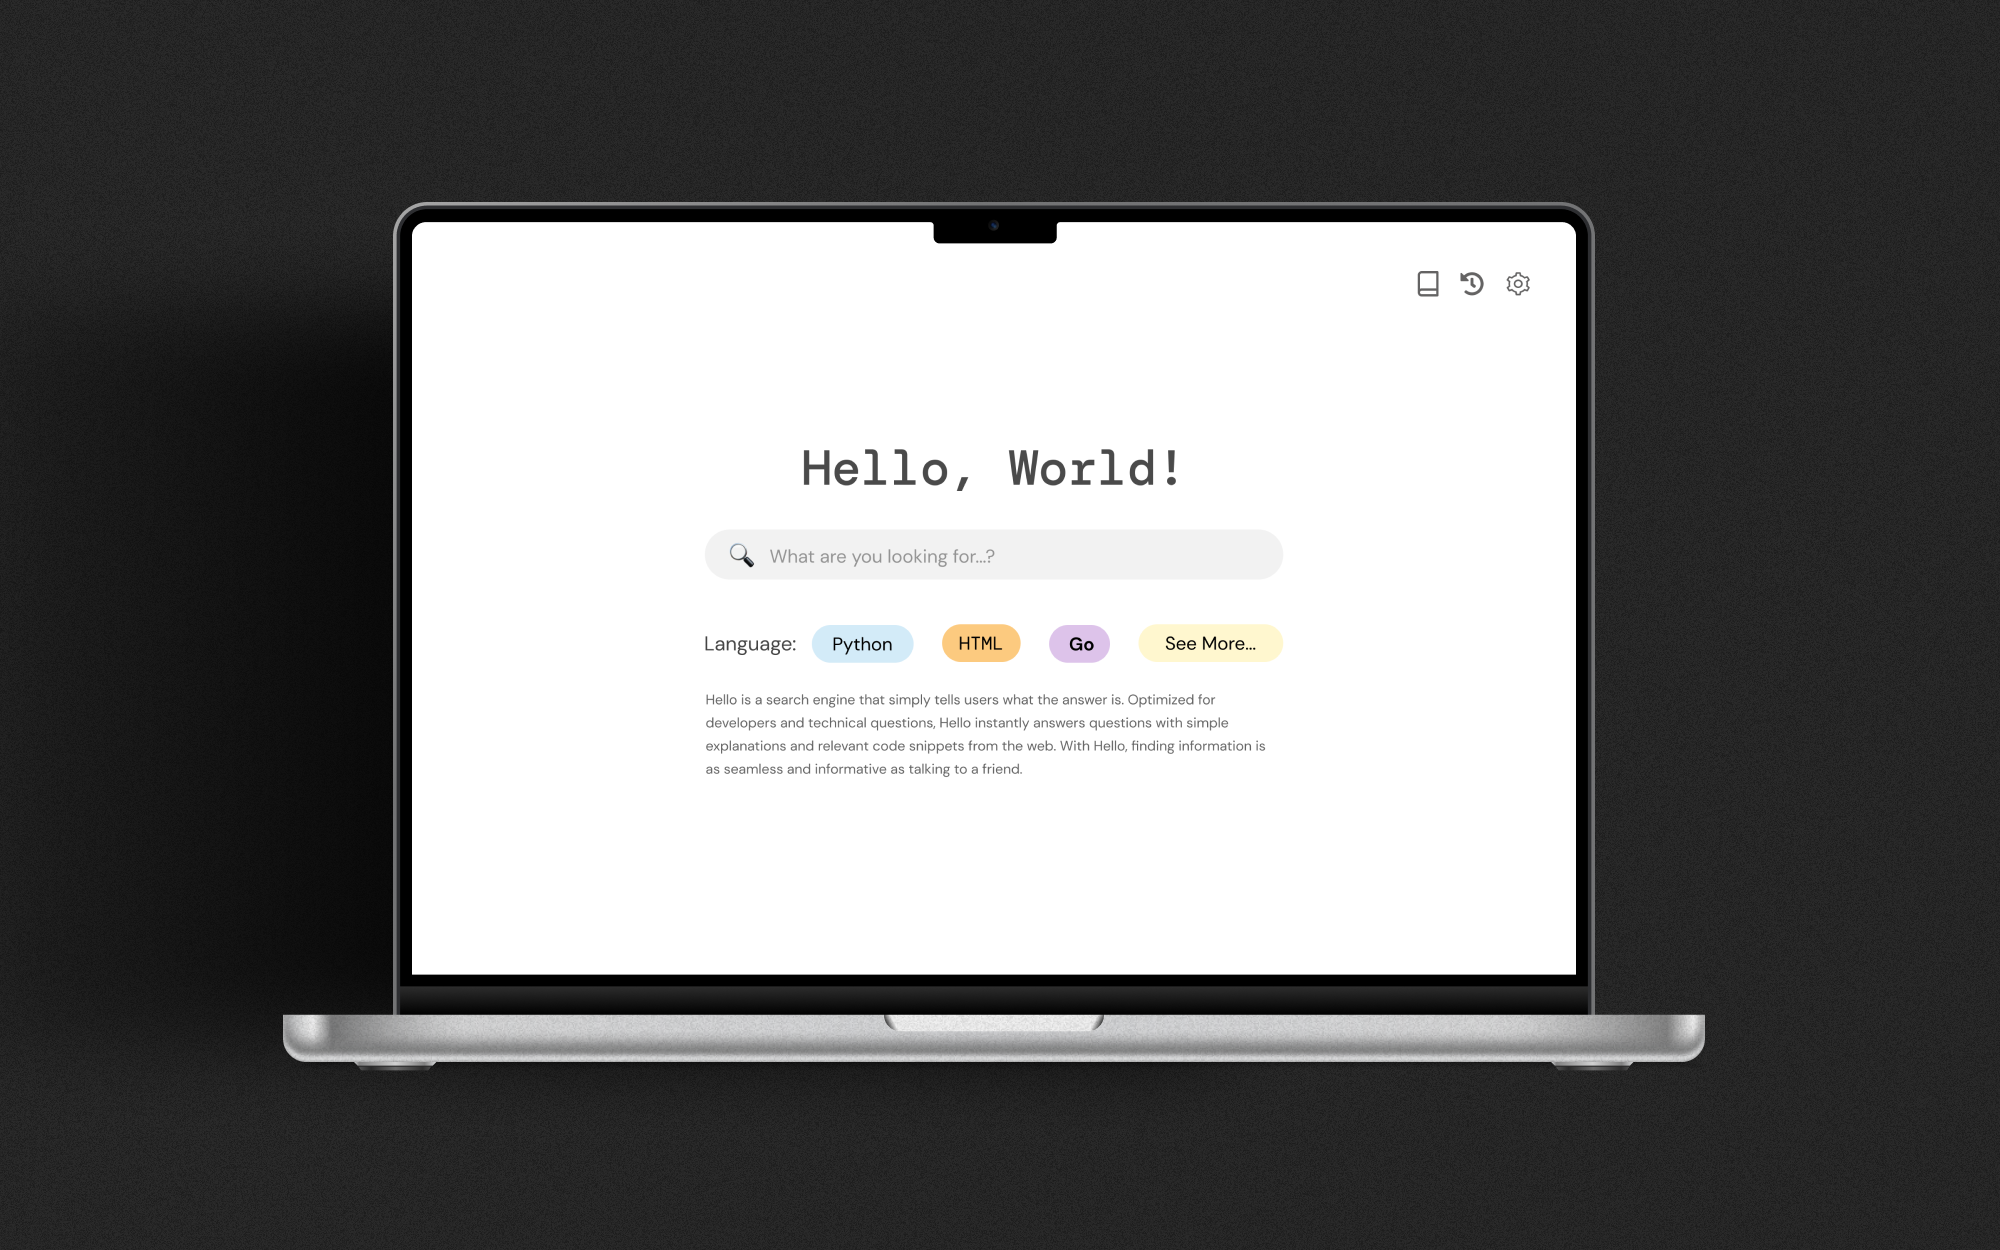 Hello, World!
What are you looking for...?
Language: Python HTML Go See More...
Hello is a search engine that simply tells users what the answer is. Optimized for
developers and technical questions, Hello instantly answers questions with simple
explanations and relevant code snippets from the web. With Hello, finding information is
as seamless and informative as talking to a friend.